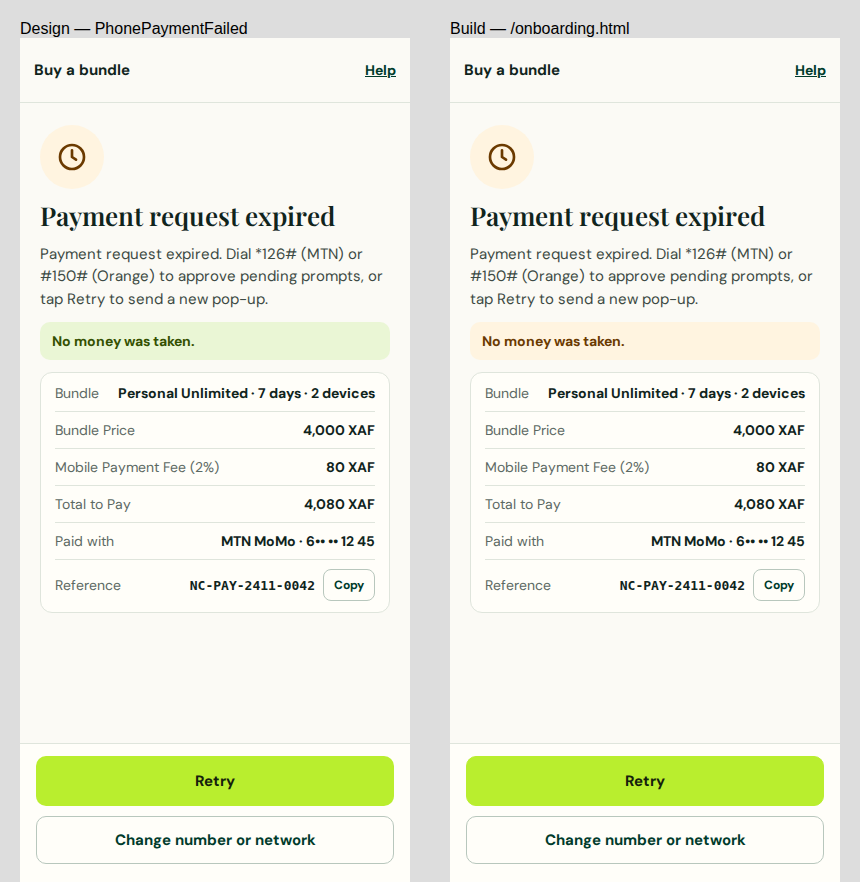 Design — PhonePaymentFailed
Buy a bundle Help
Payment request expired
Payment request expired. Dial *126# (MTN) or
#150# (Orange) to approve pending prompts, or
tap Retry to send a new pop-up.
No money was taken.
Bundle Personal Unlimited · 7 days · 2 devices
Bundle Price 4,000 XAF
Mobile Payment Fee (2%) 80 XAF
Total to Pay 4,080 XAF
Paid with MTN MoMo · 6•• •• 12 45
Reference NC-PAY-2411-0042 Copy
Retry
Change number or network
Build — /onboarding.html
Buy a bundle Help
Payment request expired
Payment request expired. Dial *126# (MTN) or
#150# (Orange) to approve pending prompts, or
tap Retry to send a new pop-up.
No money was taken.
Bundle Personal Unlimited · 7 days · 2 devices
Bundle Price 4,000 XAF
Mobile Payment Fee (2%) 80 XAF
Total to Pay 4,080 XAF
Paid with MTN MoMo · 6•• •• 12 45
Reference NC-PAY-2411-0042 Copy
Retry
Change number or network